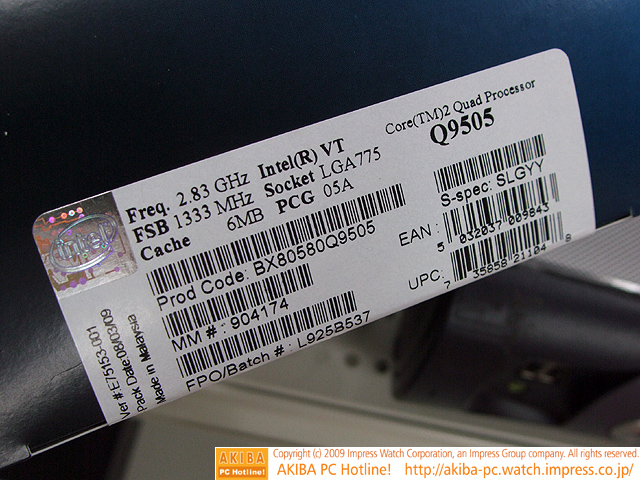 Core(TM)2 Quad Processor
Q9505
Freq. 2.83 GHz Intel(R) VT
FSB 1333 MHz Socket LGA775
Cache 6MB PCG 05A
intel
Prod Code: BX80580Q9505
MM # : 904174
FPO/Batch # : L925B537
S-spec: SLGYY
EAN : 5 032037 009843
UPC: 7 35858 21104 8
Ver #:E75153-001
Pack Date:08/03/09
Made in Malaysia
AKIBA
PC Hotline!
Copyright (c) 2009 Impress Watch Corporation, an Impress Group company. All rights reserved.
AKIBA PC Hotline! http://akiba-pc.watch.impress.co.jp/